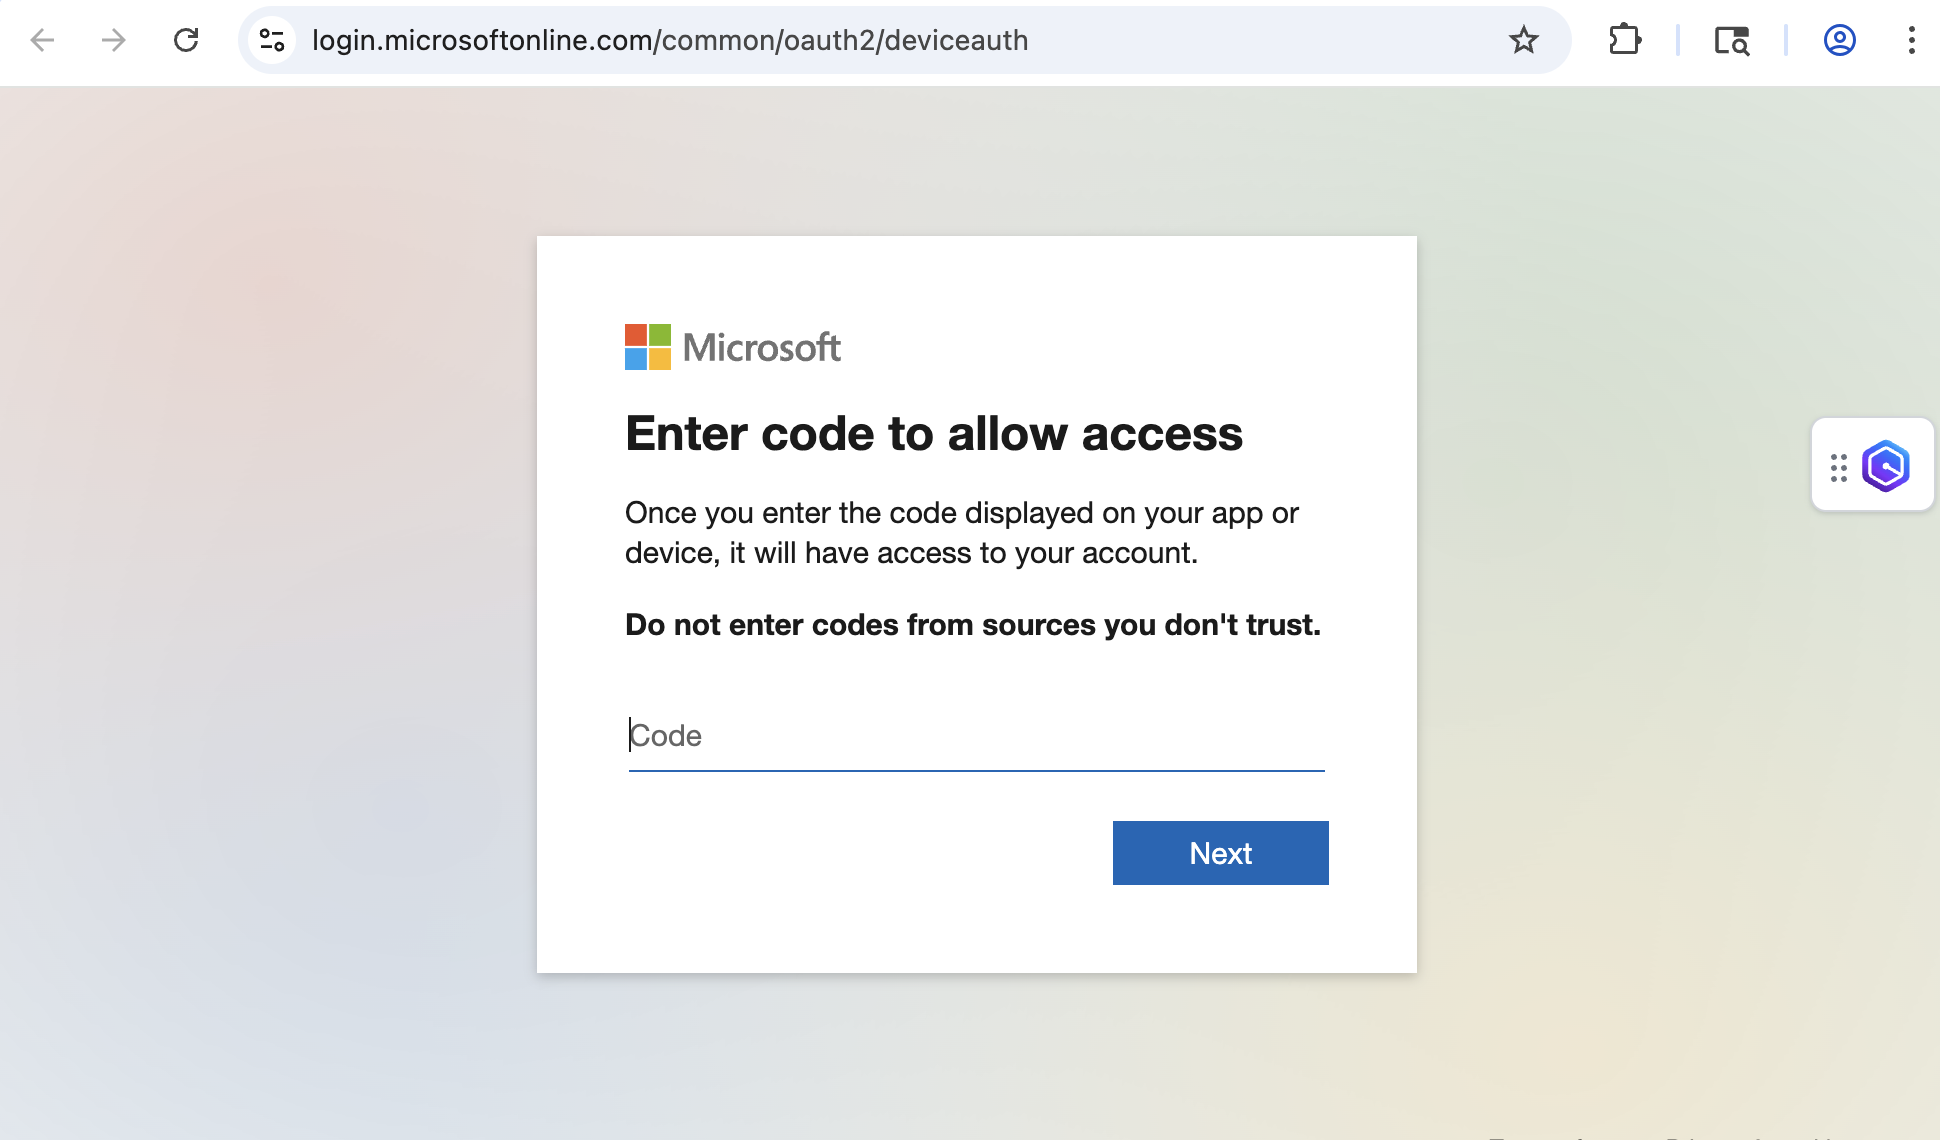 login.microsoftonline.com/common/oauth2/deviceauth
Microsoft
Enter code to allow access
Once you enter the code displayed on your app or
device, it will have access to your account.
Do not enter codes from sources you don't trust.
Code
Next